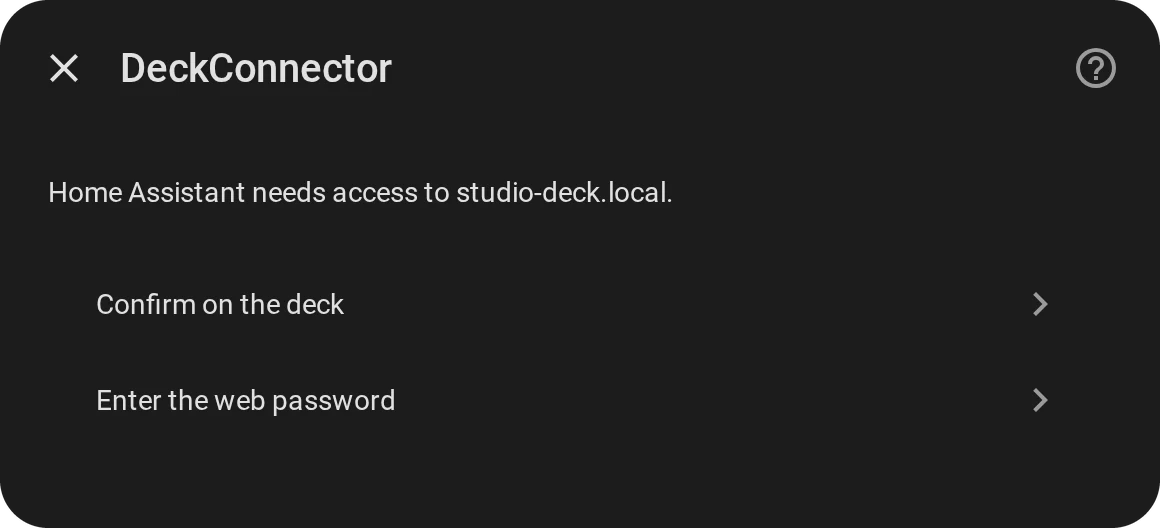 DeckConnector
Home Assistant needs access to studio-deck.local.
Confirm on the deck
Enter the web password